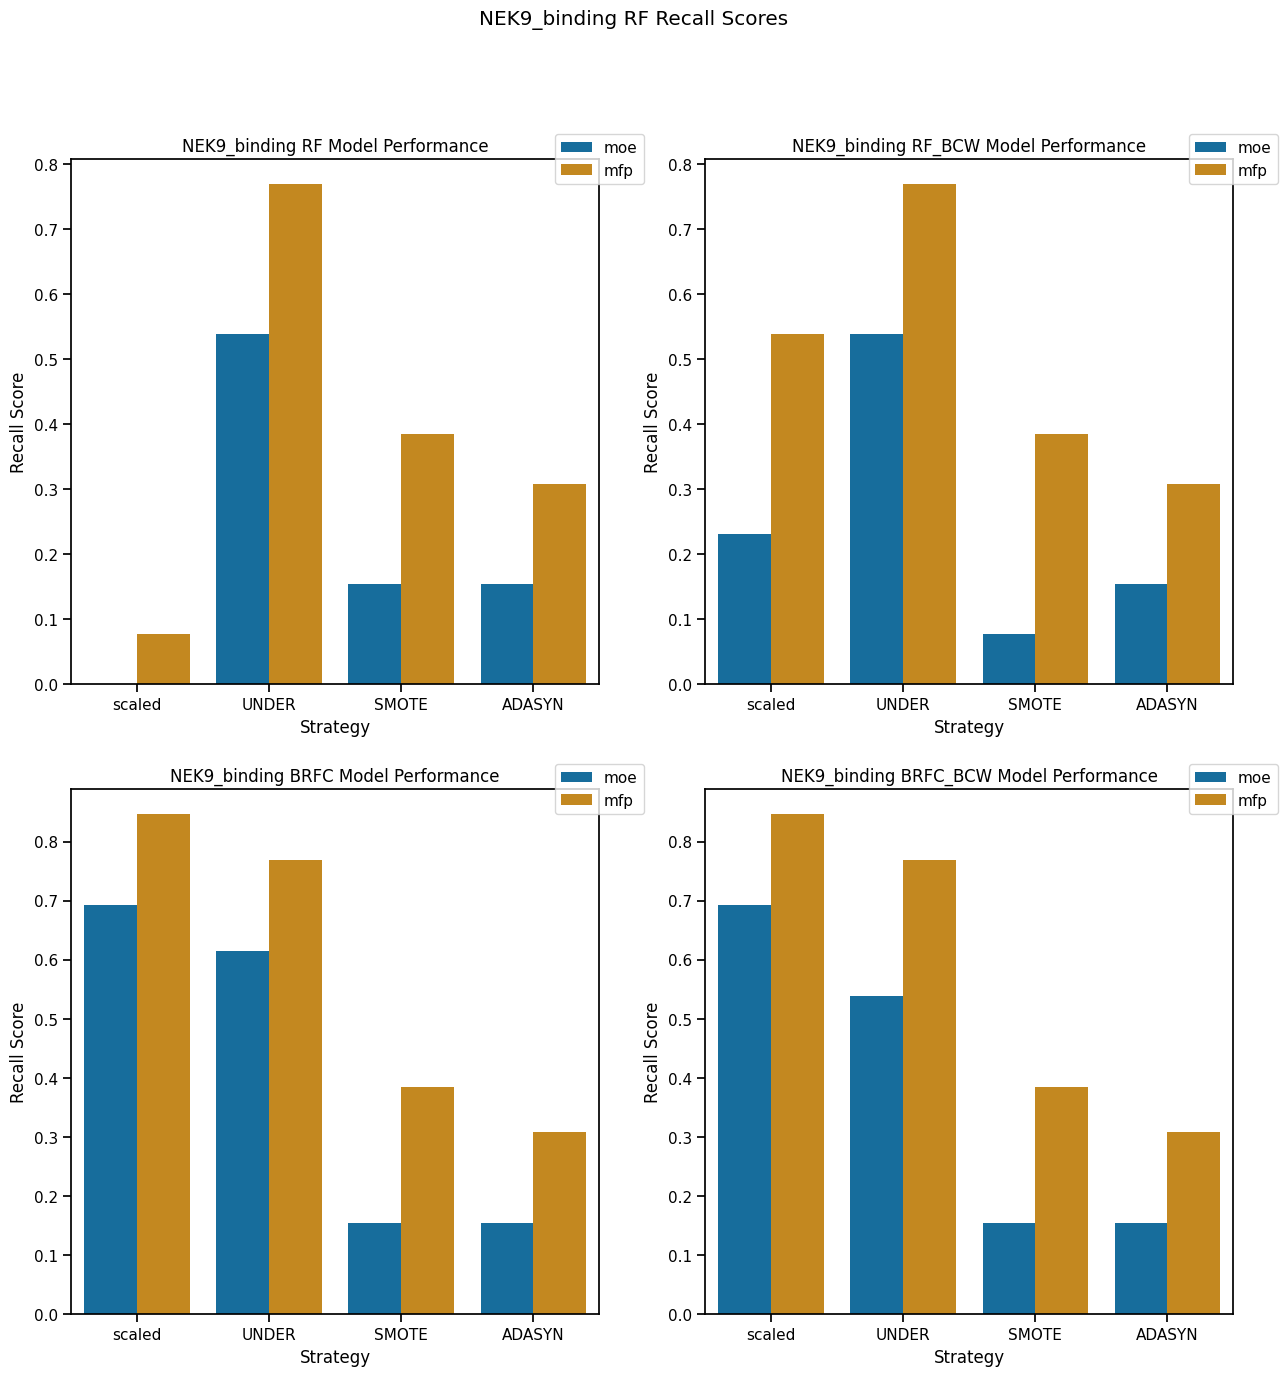 NEK9_binding RF Recall Scores
NEK9_binding RF Model Performance
moe
mfp
0.8
0.7
0.6
0.5
0.4
0.3
0.2
0.1
0.0
Recall Score
scaled UNDER SMOTE ADASYN
Strategy
NEK9_binding RF_BCW Model Performance
moe
mfp
0.8
0.7
0.6
0.5
0.4
0.3
0.2
0.1
0.0
Recall Score
scaled UNDER SMOTE ADASYN
Strategy
NEK9_binding BRFC Model Performance
moe
mfp
0.8
0.7
0.6
0.5
0.4
0.3
0.2
0.1
0.0
Recall Score
scaled UNDER SMOTE ADASYN
Strategy
NEK9_binding BRFC_BCW Model Performance
moe
mfp
0.8
0.7
0.6
0.5
0.4
0.3
0.2
0.1
0.0
Recall Score
scaled UNDER SMOTE ADASYN
Strategy